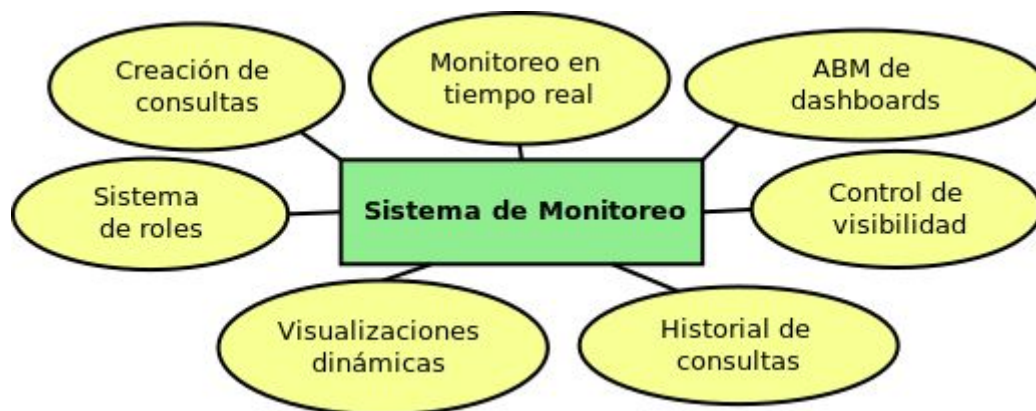 Creación de
consultas
Monitoreo en
tiempo real
ABM de
dashboards
Sistema
de roles
Sistema de Monitoreo
Control de
visibilidad
Visualizaciones
dinámicas
Historial de
consultas